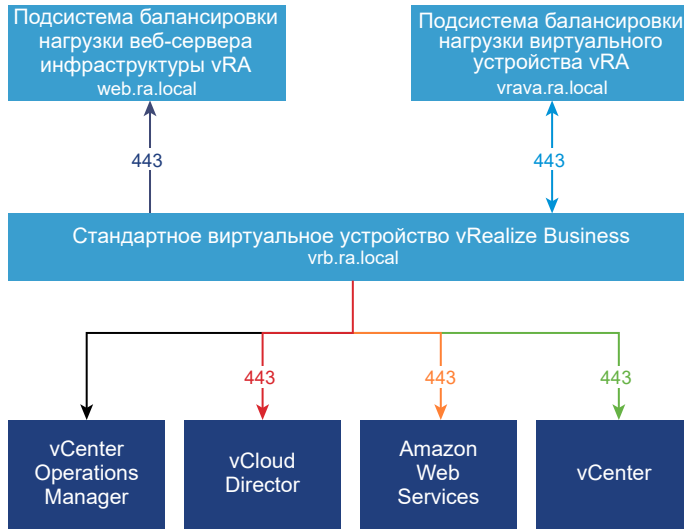 Подсистема балансировки
нагрузки веб-сервера
инфраструктуры vRA
web.ra.local
Подсистема балансировки
нагрузки виртуального
устройства vRA
vrava.ra.local
443
443
Стандартное виртуальное устройство vRealize Business
vrb.ra.local
443
443
443
vCenter
Operations
Manager
vCloud
Director
Amazon
Web
Services
vCenter